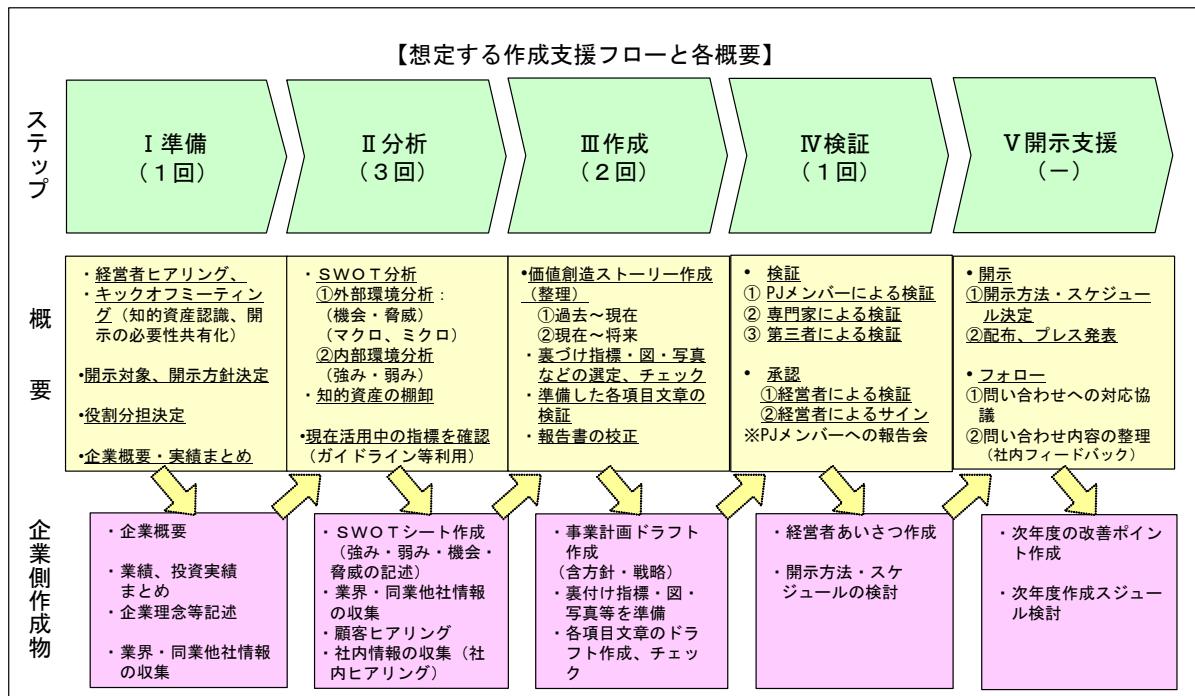 【想定する作成支援フローと各概要】
ステップ
Ⅰ準備
（１回）
Ⅱ分析
（３回）
Ⅲ作成
（２回）
Ⅳ検証
（１回）
Ⅴ開示支援
（－）
概要
・経営者ヒアリング、
・キックオフミーティン
グ（知的資産認識、開
示の必要性共有化）
•開示対象、開示方針決定
•役割分担決定
•企業概要・実績まとめ
・ＳＷＯＴ分析
①外部環境分析：
（機会・脅威）
（マクロ、ミクロ）
②内部環境分析
（強み・弱み）
・知的資産の棚卸
•現在活用中の指標を確認
（ガイドライン等利用）
•価値創造ストーリー作成
（整理）
①過去～現在
②現在～将来
・裏づけ指標・図・写真
などの選定、チェック
・準備した各項目文章の
検証
・報告書の校正
• 検証
① PJメンバーによる検証
② 専門家による検証
③ 第三者による検証
• 承認
①経営者による検証
②経営者によるサイン
※PJメンバーへの報告会
• 開示
①開示方法・スケジュー
ル決定
②配布、プレス発表
• フォロー
①問い合わせへの対応協
議
②問い合わせ内容の整理
（社内フィードバック）
企業側作成物
・企業概要
・業績、投資実績
まとめ
・企業理念等記述
・業界・同業他社情報
の収集
・ＳＷＯＴシート作成
（強み・弱み・機会・
脅威の記述）
・業界・同業他社情報
の収集
・顧客ヒアリング
・社内情報の収集（社
内ヒアリング）
・事業計画ドラフト
作成
（含方針・戦略）
・裏付け指標・図・
写真等を準備
・各項目文章のドラ
フト作成、チェッ
ク
・経営者あいさつ作成
・開示方法・スケ
ジュールの検討
・次年度の改善ポイン
ト作成
・次年度作成スジュー
ル検討